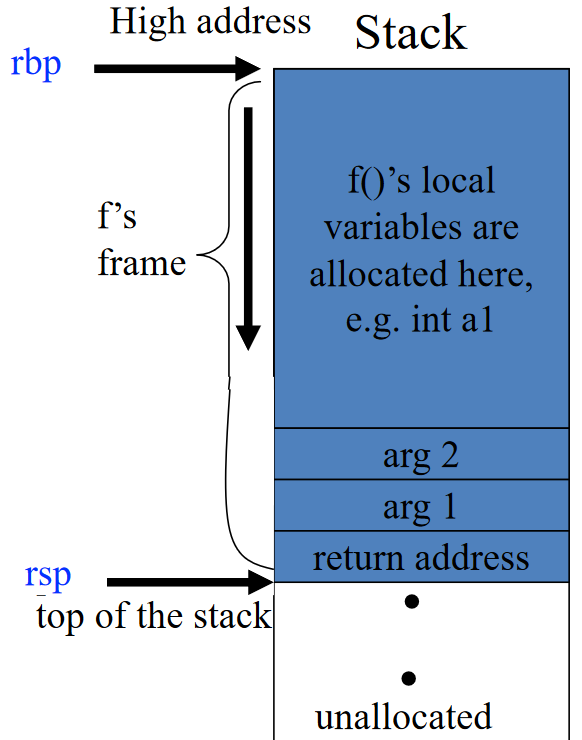 High address
Stack
rbp
f()’s local
variables are
allocated here,
e.g. int a1
f’s
frame
arg 2
arg 1
return address
rsp
top of the stack
unallocated